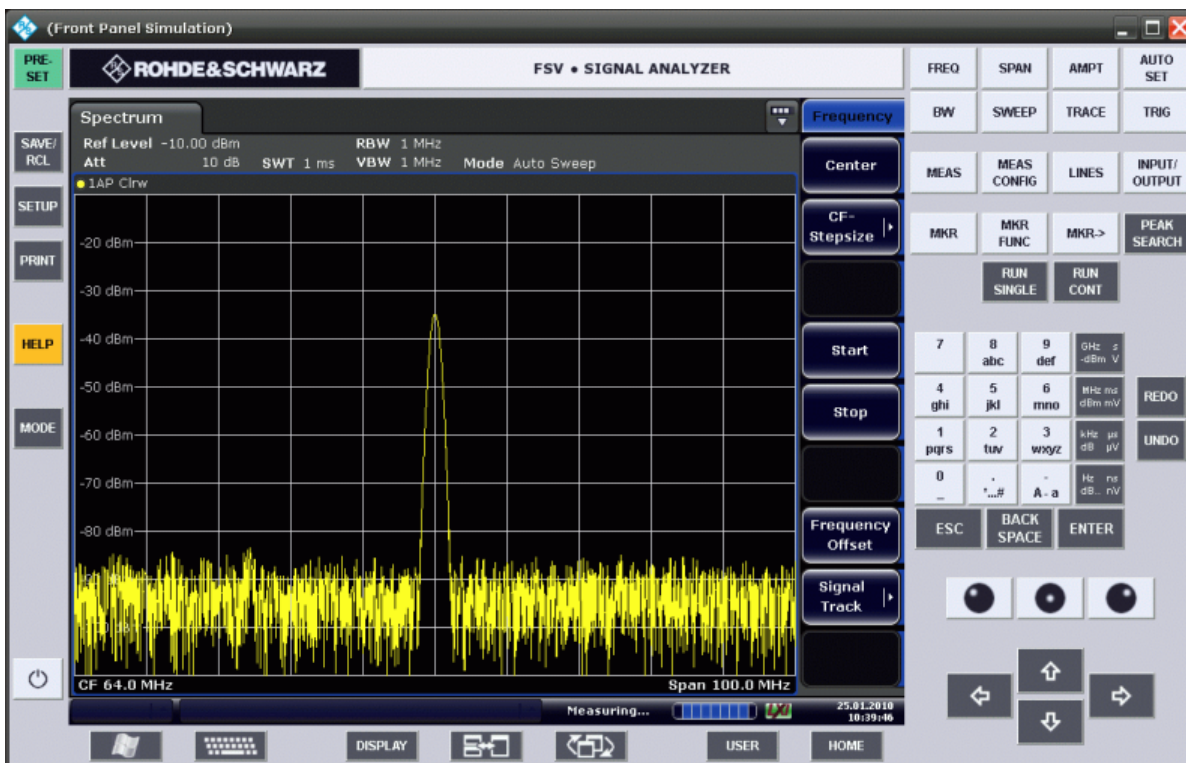 (Front Panel Simulation)
PRE-
SET
ROHDE&SCHWARZ
FSV • SIGNAL ANALYZER
SAVE/
RCL
SETUP
PRINT
HELP
MODE
Spectrum
Ref Level -10.00 dBm RBW 1 MHz
Att 10 dB SWT 1 ms VBW 1 MHz Mode Auto Sweep
1AP Clrw
-20 dBm
-30 dBm
-40 dBm
-50 dBm
-60 dBm
-70 dBm
-80 dBm
CF 64.0 MHz Span 100.0 MHz
Measuring...
25.01.2010
10:39:46
Frequency
Center
CF-
Stepsize
Start
Stop
Frequency
Offset
Signal
Track
FREQ SPAN AMPT AUTO
SET
BW SWEEP TRACE TRIG
MEAS MEAS
CONFIG LINES INPUT/
OUTPUT
MKR MKR
FUNC MKR-> PEAK
SEARCH
RUN
SINGLE RUN
CONT
7 8
abc 9
def GHz s
-dBm V
4
ghi 5
jkl 6
mno MHz ms
dBm mV REDO
1
pqrs 2
tuv 3
wxyz kHz µs
dB µV UNDO
0
_ .
*...# -
A - a Hz ns
dB.. nV
ESC BACK
SPACE ENTER
DISPLAY
USER
HOME